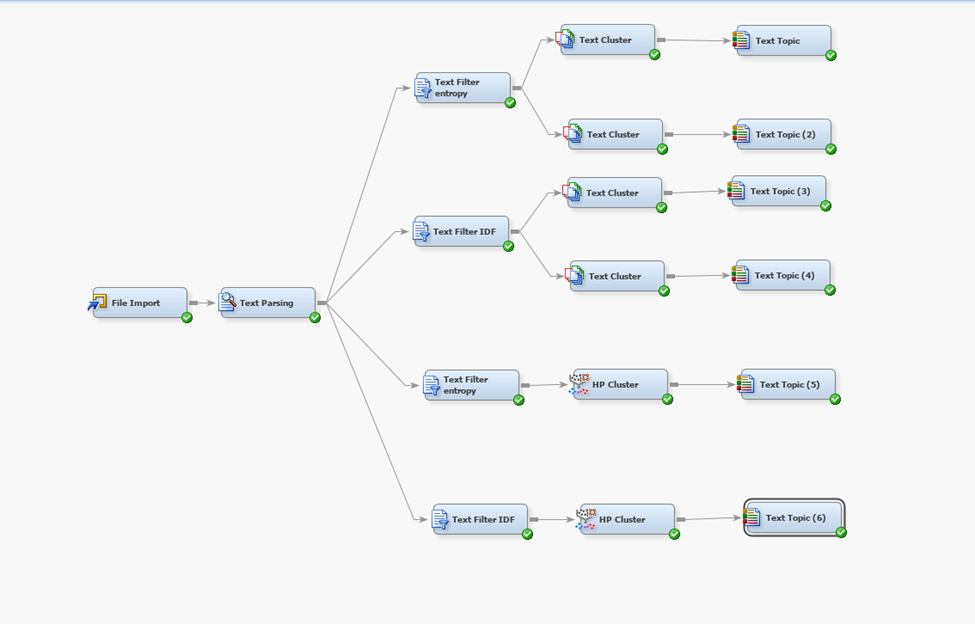 Text Cluster
Text Topic
Text Filter
entropy
Text Cluster
Text Topic (2)
Text Cluster
Text Topic (3)
Text Filter IDF
Text Cluster
Text Topic (4)
File Import
Text Parsing
Text Filter
entropy
HP Cluster
Text Topic (5)
Text Filter IDF
HP Cluster
Text Topic (6)